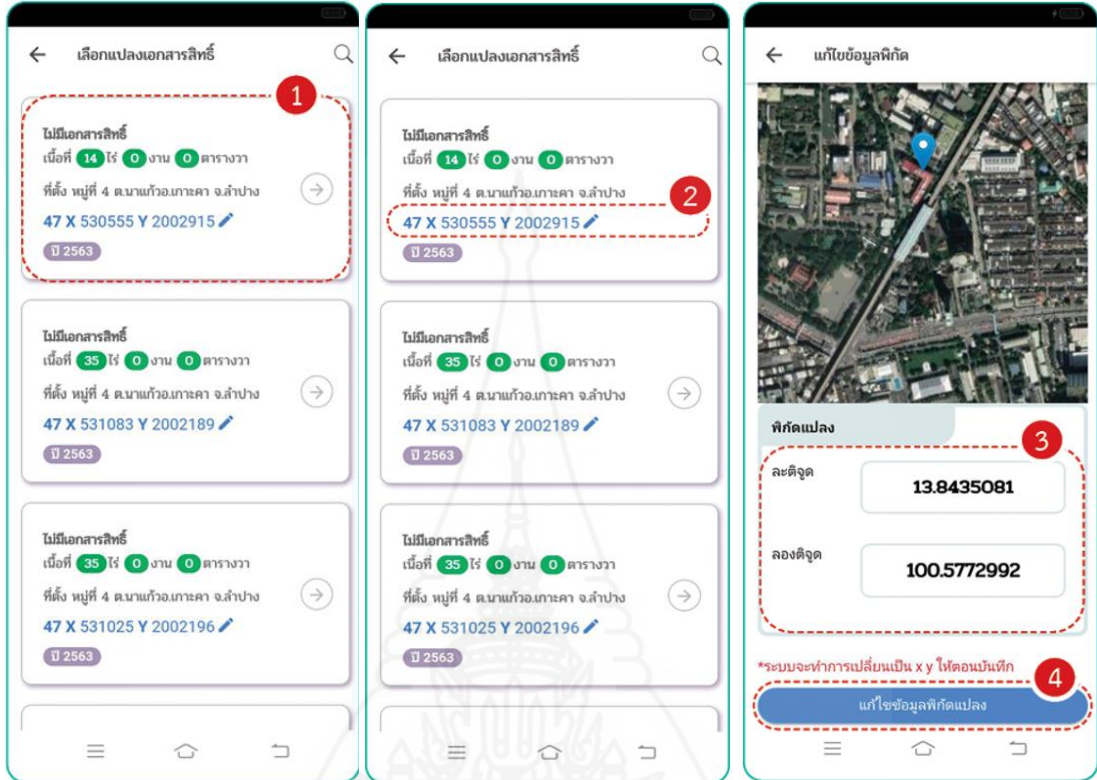 เลือกแปลงเอกสารสิทธิ์
1
ไม่มีเอกสารสิทธิ์
เนื้อที่ 14 ไร่ 0 งาน 0 ตารางวา
ที่ตั้ง หมู่ที่ 4 ต.นาแก้วอ.เกาะคา จ.ลำปาง
47 X 530555 Y 2002915
ปี 2563
ไม่มีเอกสารสิทธิ์
เนื้อที่ 35 ไร่ 0 งาน 0 ตารางวา
ที่ตั้ง หมู่ที่ 4 ต.นาแก้วอ.เกาะคา จ.ลำปาง
47 X 531083 Y 2002189
ปี 2563
ไม่มีเอกสารสิทธิ์
เนื้อที่ 35 ไร่ 0 งาน 0 ตารางวา
ที่ตั้ง หมู่ที่ 4 ต.นาแก้วอ.เกาะคา จ.ลำปาง
47 X 531025 Y 2002196
ปี 2563
เลือกแปลงเอกสารสิทธิ์
ไม่มีเอกสารสิทธิ์
เนื้อที่ 14 ไร่ 0 งาน 0 ตารางวา
ที่ตั้ง หมู่ที่ 4 ต.นาแก้วอ.เกาะคา จ.ลำปาง
2
47 X 530555 Y 2002915
ปี 2563
ไม่มีเอกสารสิทธิ์
เนื้อที่ 35 ไร่ 0 งาน 0 ตารางวา
ที่ตั้ง หมู่ที่ 4 ต.นาแก้วอ.เกาะคา จ.ลำปาง
47 X 531083 Y 2002189
ปี 2563
ไม่มีเอกสารสิทธิ์
เนื้อที่ 35 ไร่ 0 งาน 0 ตารางวา
ที่ตั้ง หมู่ที่ 4 ต.นาแก้วอ.เกาะคา จ.ลำปาง
47 X 531025 Y 2002196
ปี 2563
แก้ไขข้อมูลพิกัด
พิกัดแปลง
3
ละติจูด 13.8435081
ลองติจูด 100.5772992
*ระบบจะทำการเปลี่ยนเป็น x y ให้ตอนบันทึก
4
แก้ไขข้อมูลพิกัดแปลง